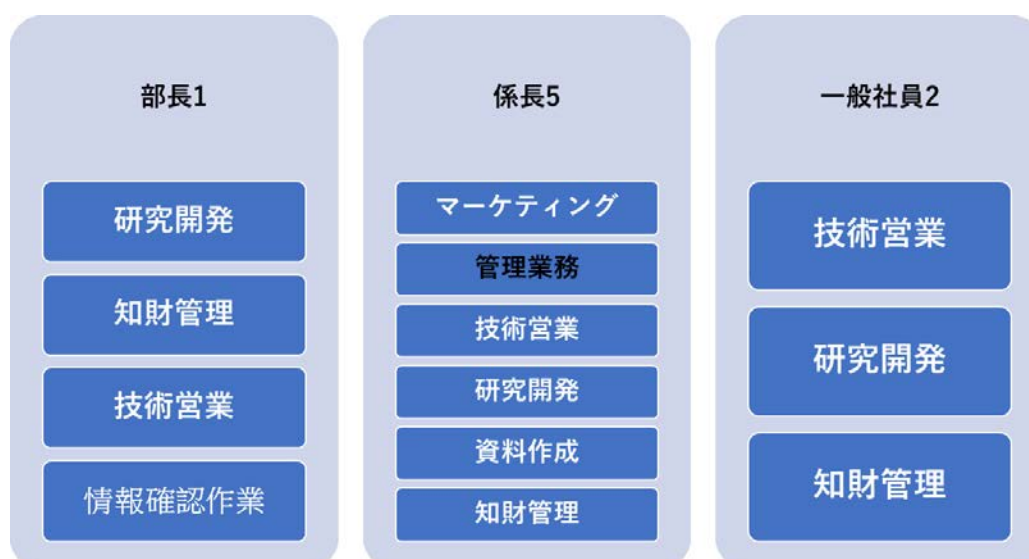 部長1
研究開発
知財管理
技術営業
情報確認作業
係長5
マーケティング
管理業務
技術営業
研究開発
資料作成
知財管理
一般社員2
技術営業
研究開発
知財管理